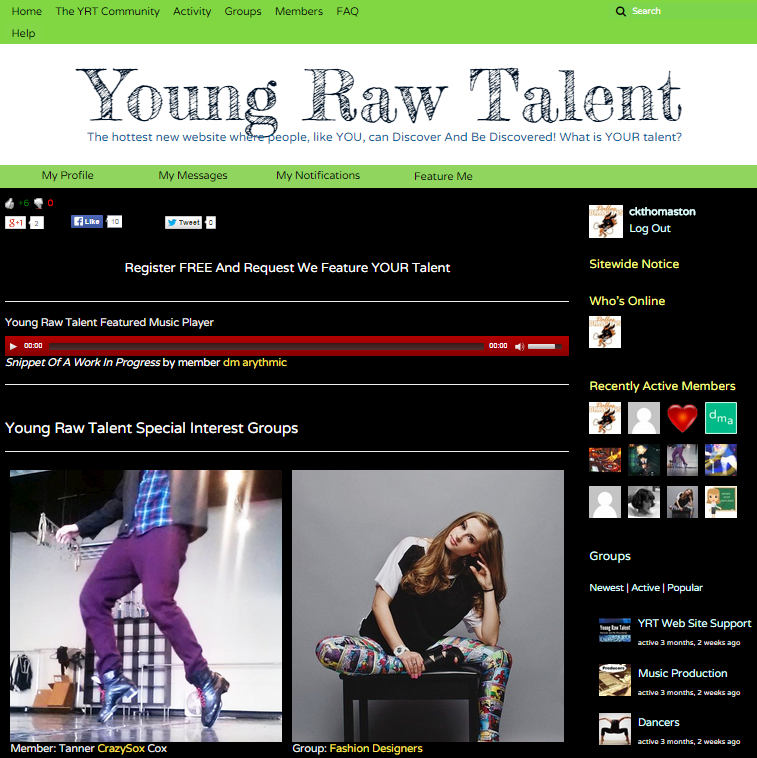 Home The YRT Community Activity Groups Members FAQ
Search
Help
Young Raw Talent
The hottest new website where people, like YOU, can Discover And Be Discovered! What is YOUR talent?
My Profile My Messages My Notifications Feature Me
+6 0
g+1 2 Like 10 Tweet 0
Register FREE And Request We Feature YOUR Talent
Young Raw Talent Featured Music Player
00:00 00:00
Snippet Of A Work In Progress by member dm arythmic
Young Raw Talent Special Interest Groups
Member: Tanner CrazySox Cox
Group: Fashion Designers
ckthomaston
Log Out
Sitewide Notice
Who's Online
Recently Active Members
dma
Groups
Newest | Active | Popular
Young Raw Talent
YRT Web Site Support
active 3 months, 2 weeks ago
Producers
Music Production
active 3 months, 2 weeks ago
Dancers
active 3 months, 2 weeks ago